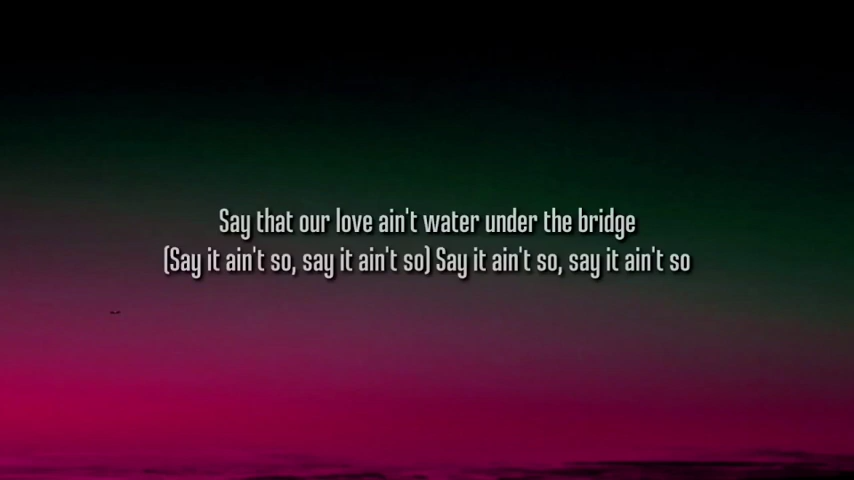 Say that our love ain't water under the bridge
(Say it ain't so, say it ain't so) Say it ain't so, say it ain't so